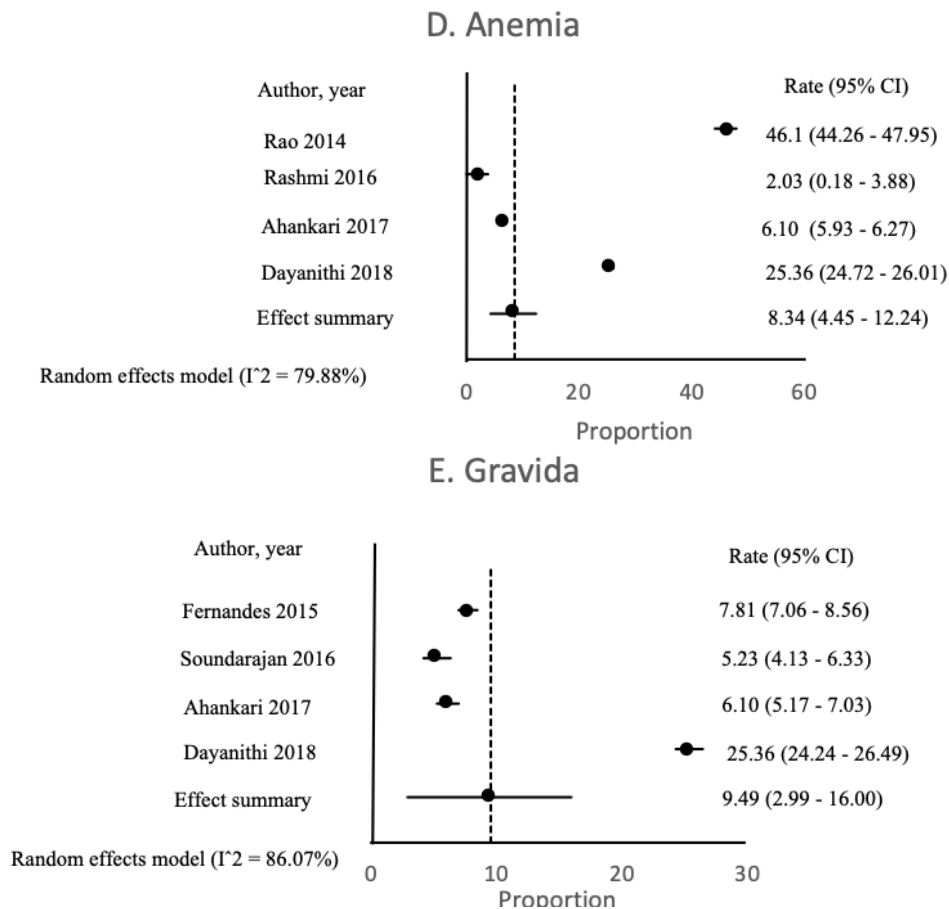 D. Anemia
Author, year Rate (95% CI)
Rao 2014 46.1 (44.26 - 47.95)
Rashmi 2016 2.03 (0.18 - 3.88)
Ahankari 2017 6.10 (5.93 - 6.27)
Dayanithi 2018 25.36 (24.72 - 26.01)
Effect summary 8.34 (4.45 - 12.24)
Random effects model (I^2 = 79.88%)
0 20 40 60
Proportion
E. Gravida
Author, year Rate (95% CI)
Fernandes 2015 7.81 (7.06 - 8.56)
Soundarajan 2016 5.23 (4.13 - 6.33)
Ahankari 2017 6.10 (5.17 - 7.03)
Dayanithi 2018 25.36 (24.24 - 26.49)
Effect summary 9.49 (2.99 - 16.00)
Random effects model (I^2 = 86.07%)
0 10 20 30
Proportion